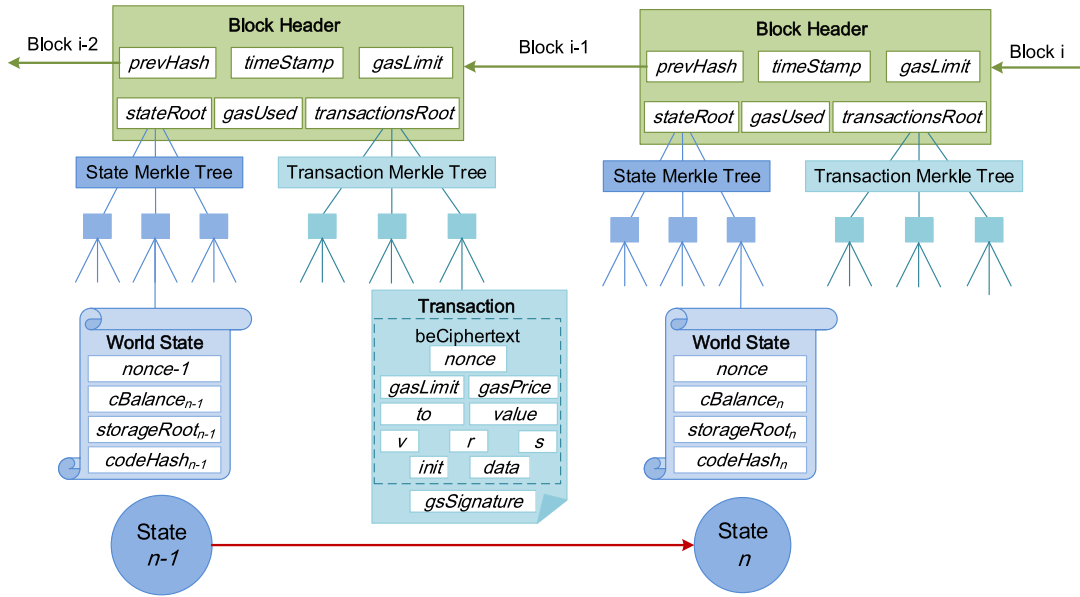 Block i-2
Block Header
prevHash
timeStamp
gasLimit
stateRoot
gasUsed
transactionsRoot
Block i-1
Block Header
prevHash
timeStamp
gasLimit
stateRoot
gasUsed
transactionsRoot
Block i
State Merkle Tree
Transaction Merkle Tree
State Merkle Tree
Transaction Merkle Tree
World State
nonce-1
cBalanceₙ₋₁
storageRootₙ₋₁
codeHashₙ₋₁
Transaction
beCiphertext
nonce
gasLimit
gasPrice
to
value
v
r
s
init
data
gsSignature
World State
nonce
cBalanceₙ
storageRootₙ
codeHashₙ
State
n-1
State
n